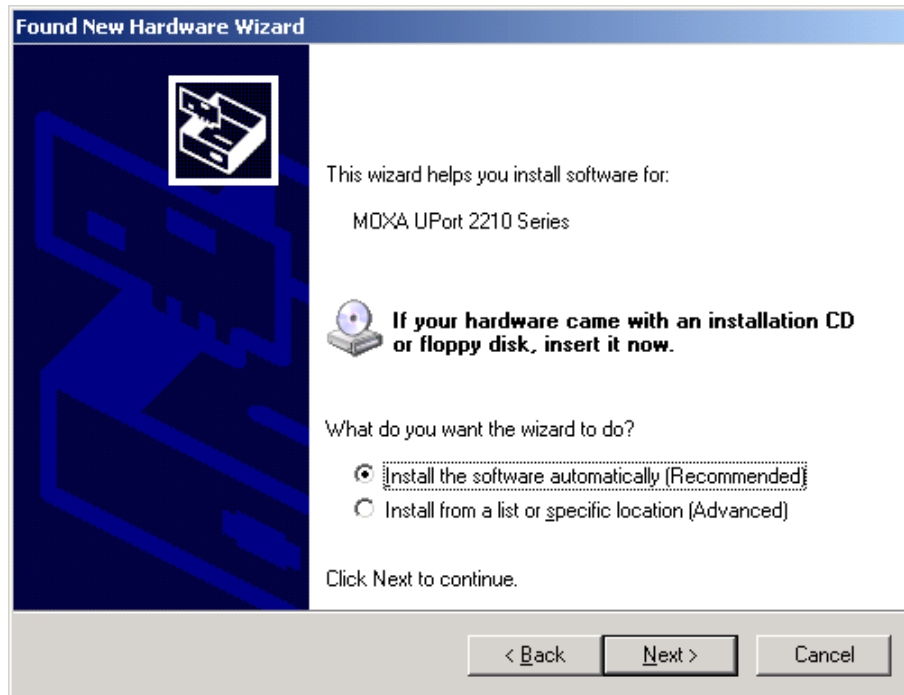 Found New Hardware Wizard
This wizard helps you install software for:
MOXA UPort 2210 Series
If your hardware came with an installation CD
or floppy disk, insert it now.
What do you want the wizard to do?
Install the software automatically (Recommended)
Install from a list or specific location (Advanced)
Click Next to continue.
< Back Next > Cancel